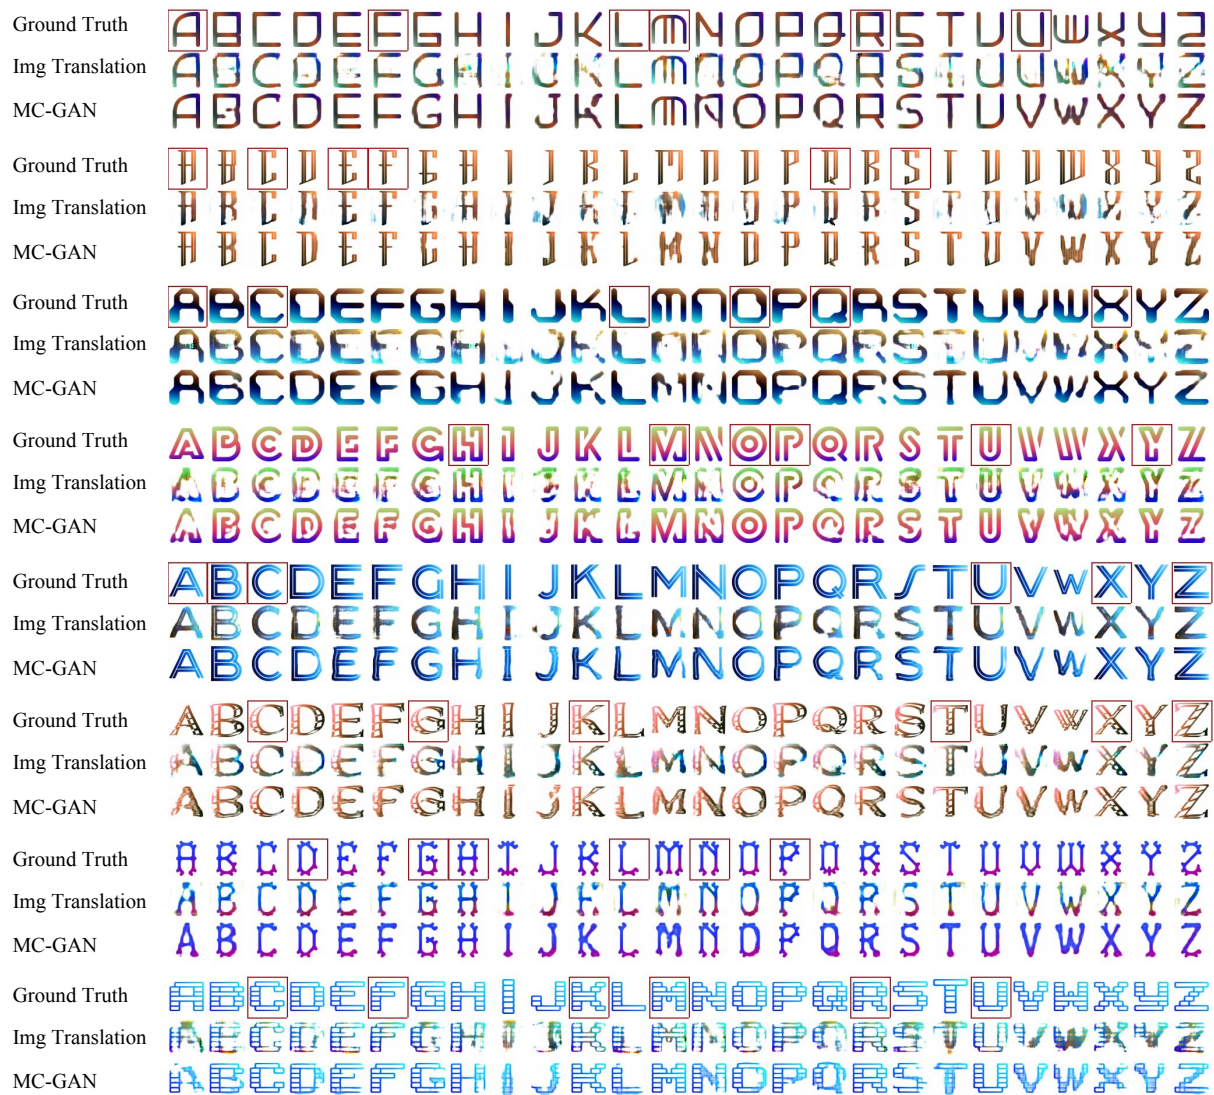 Ground Truth A B C D E F G H I J K L M N O P Q R S T U V W X Y Z
Img Translation A B C D E F G H I J K L M N O P Q R S T U V W X Y Z
MC-GAN A B C D E F G H I J K L M N O P Q R S T U V W X Y Z
Ground Truth A B C D E F G H I J K L M N O P Q R S T U V W X Y Z
Img Translation A B C D E F G H I J K L M N O P Q R S T U V W X Y Z
MC-GAN A B C D E F G H I J K L M N O P Q R S T U V W X Y Z
Ground Truth A B C D E F G H I J K L M N O P Q R S T U V W X Y Z
Img Translation A B C D E F G H I J K L M N O P Q R S T U V W X Y Z
MC-GAN A B C D E F G H I J K L M N O P Q R S T U V W X Y Z
Ground Truth A B C D E F G H I J K L M N O P Q R S T U V W X Y Z
Img Translation A B C D E F G H I J K L M N O P Q R S T U V W X Y Z
MC-GAN A B C D E F G H I J K L M N O P Q R S T U V W X Y Z
Ground Truth A B C D E F G H I J K L M N O P Q R S T U V w X Y Z
Img Translation A B C D E F G H I J K L M N O P Q R S T U V W X Y Z
MC-GAN A B C D E F G H I J K L M N O P Q R S T U V W X Y Z
Ground Truth A B C D E F G H I J K L M N O P Q R S T U V W X Y Z
Img Translation A B C D E F G H I J K L M N O P Q R S T U V W X Y Z
MC-GAN A B C D E F G H I J K L M N O P Q R S T U V W X Y Z
Ground Truth A B C D E F G H I J K L M N O P Q R S T U V W X Y Z
Img Translation A B C D E F G H I J K L M N O P Q R S T U V W X Y Z
MC-GAN A B C D E F G H I J K L M N O P Q R S T U V W X Y Z
Ground Truth A B C D E F G H I J K L M N O P Q R S T U V W X Y Z
Img Translation A B C D E F G H I J K L M N O P Q R S T U V W X Y Z
MC-GAN A B C D E F G H I J K L M N O P Q R S T U V W X Y Z